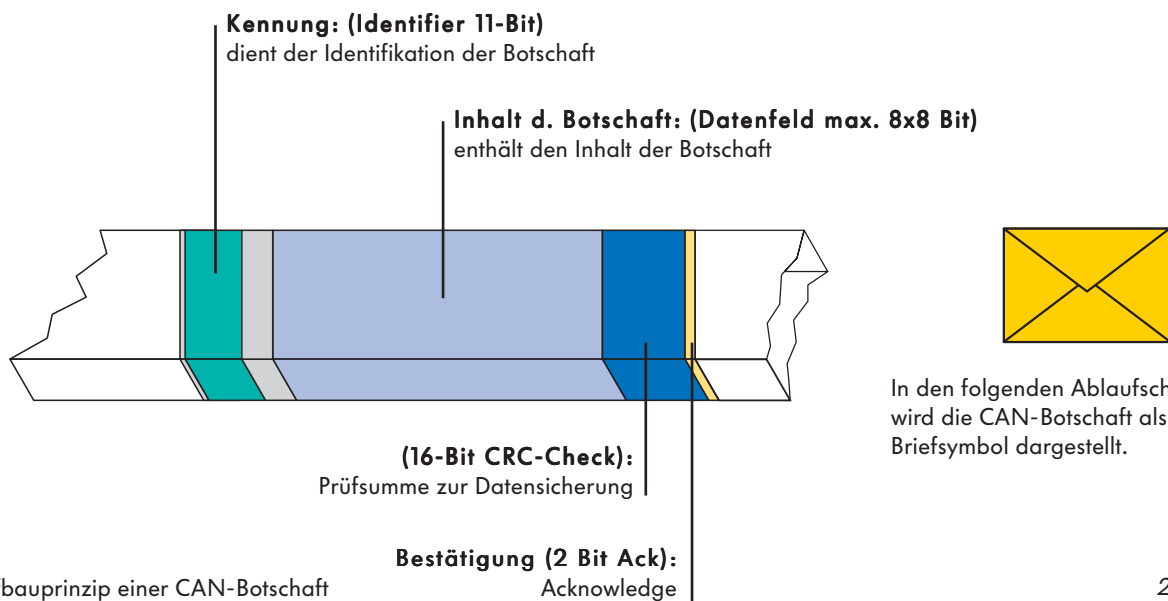 Kennung: (Identifier 11-Bit)
dient der Identifikation der Botschaft
Inhalt d. Botschaft: (Datenfeld max. 8x8 Bit)
enthält den Inhalt der Botschaft
In den folgenden
wird die CAN-Botschaft als
Briefsymbol dargestellt.
(16-Bit CRC-Check):
Prüfsumme zur Datensicherung
Bestätigung (2 Bit Ack):
Acknowledge
einer CAN-Botschaft
2